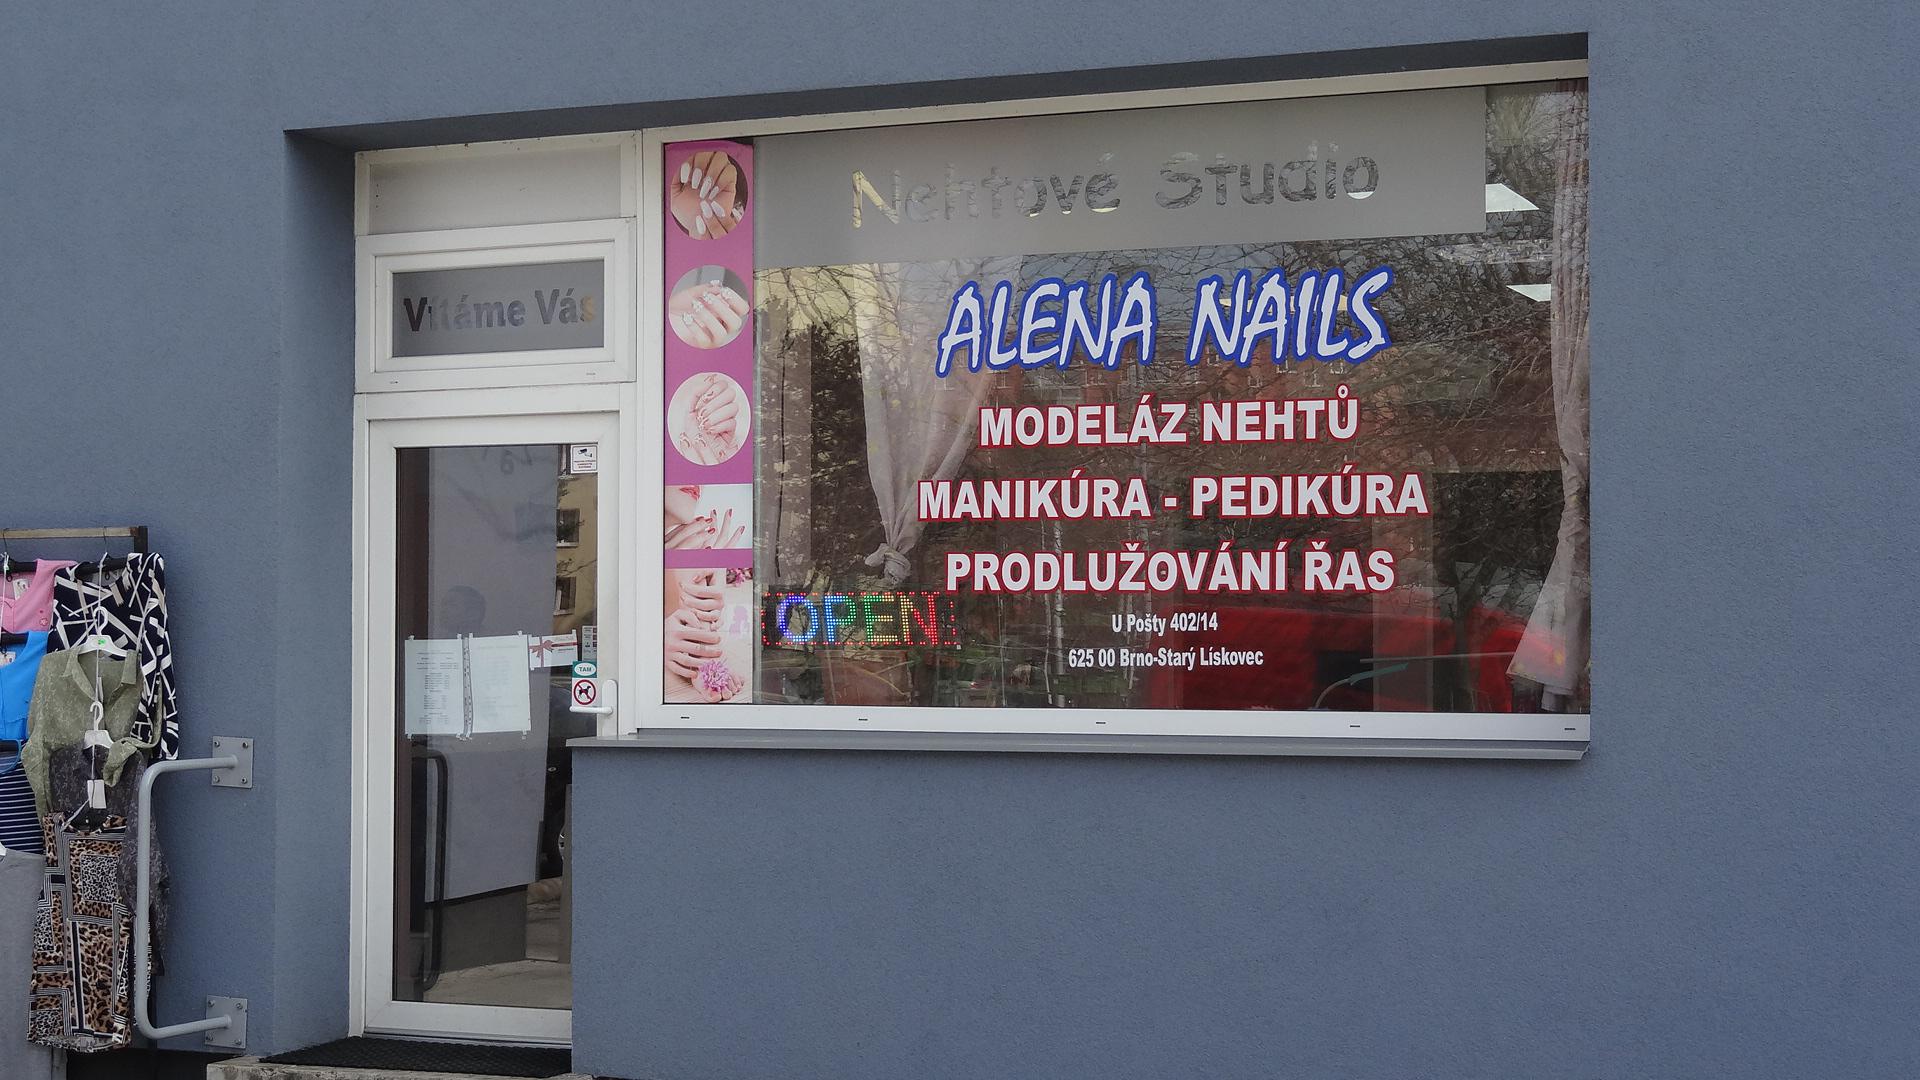 Nehtové Studio
Vítáme Vás
ALENA NAILS
MODELÁZ NEHTŮ
MANIKÚRA - PEDIKÚRA
PRODLUŽOVÁNÍ ŘAS
OPEN
U Pošty 402/14
625 00 Brno-Starý Lískovec
TAM